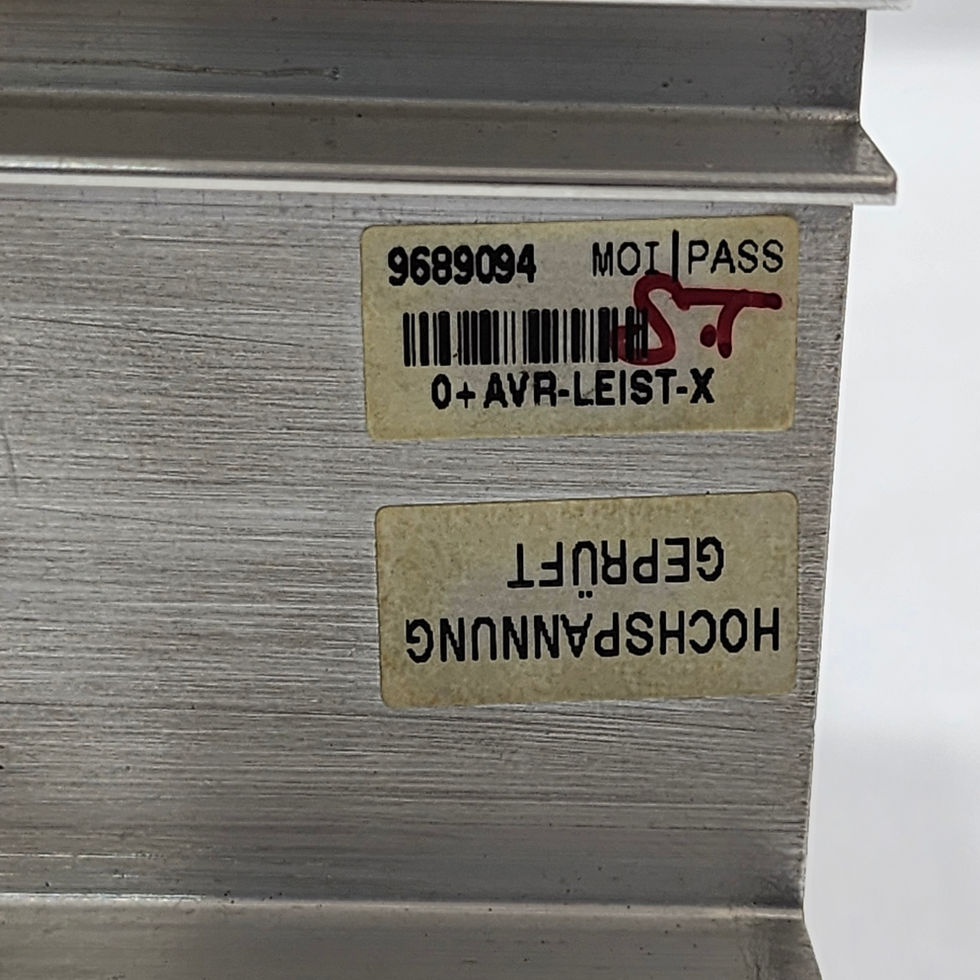 9689094 MOI|PASS
S.T
0+AVR-LEIST-X
HOCHSPANNUNG
GEPRÜFT